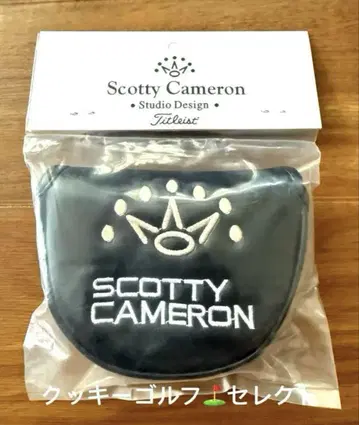 Scotty Cameron
• Studio Design •
Titleist
SCOTTY
CAMERON
クッキーゴルフ⛳セレクト